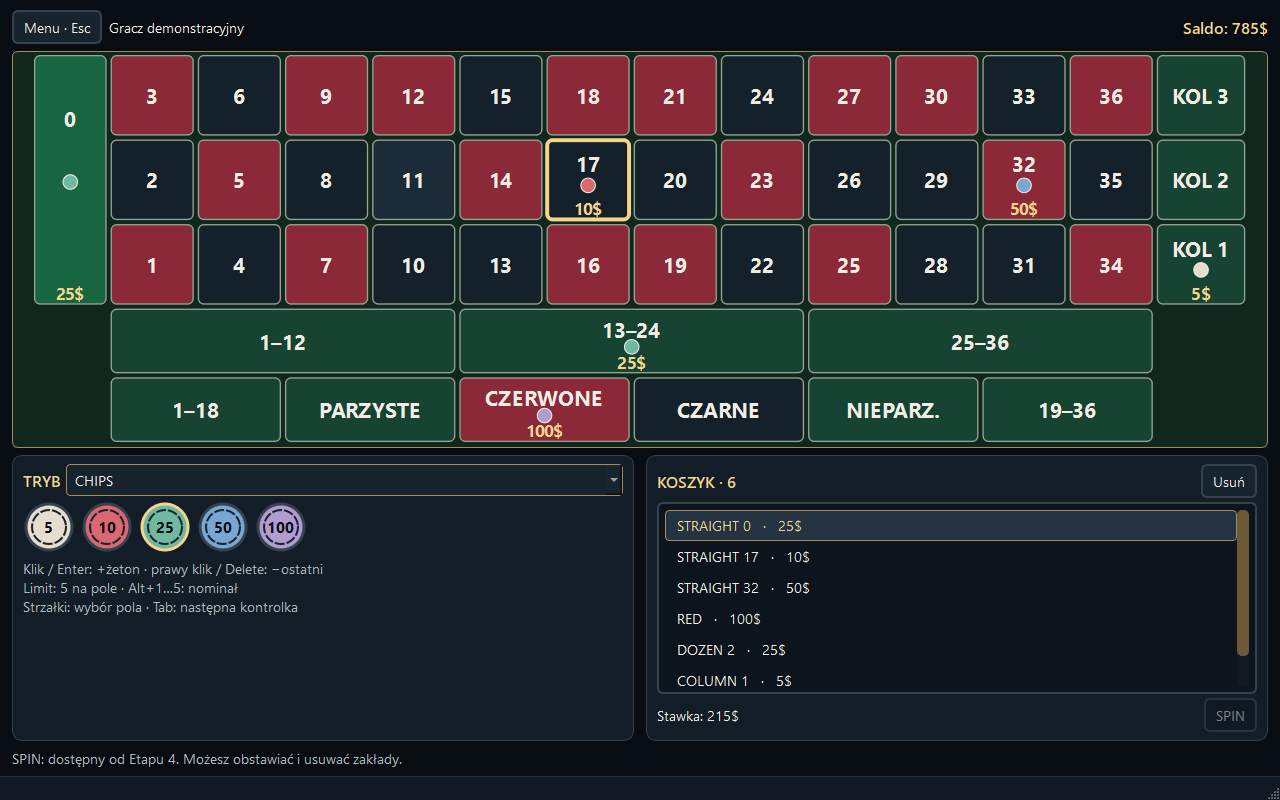 Menu · Esc Gracz demonstracyjny Saldo: 785$
3 6 9 12 15 18 21 24 27 30 33 36 KOL 3
0
2 5 8 11 14 17 20 23 26 29 32 35 KOL 2
10$ 50$
1 4 7 10 13 16 19 22 25 28 31 34 KOL 1
25$ 5$
1–12 13–24 25–36
25$
1–18 PARZYSTE CZERWONE CZARNE NIEPARZ. 19–36
100$
TRYB CHIPS
5 10 25 50 100
Klik / Enter: +żeton · prawy klik / Delete: −ostatni
Limit: 5 na pole · Alt+1…5: nominał
Strzałki: wybór pola · Tab: następna kontrolka
KOSZYK · 6 Usuń
STRAIGHT 0 · 25$
STRAIGHT 17 · 10$
STRAIGHT 32 · 50$
RED · 100$
DOZEN 2 · 25$
COLUMN 1 · 5$
Stawka: 215$ SPIN
SPIN: dostępny od Etapu 4. Możesz obstawiać i usuwać zakłady.